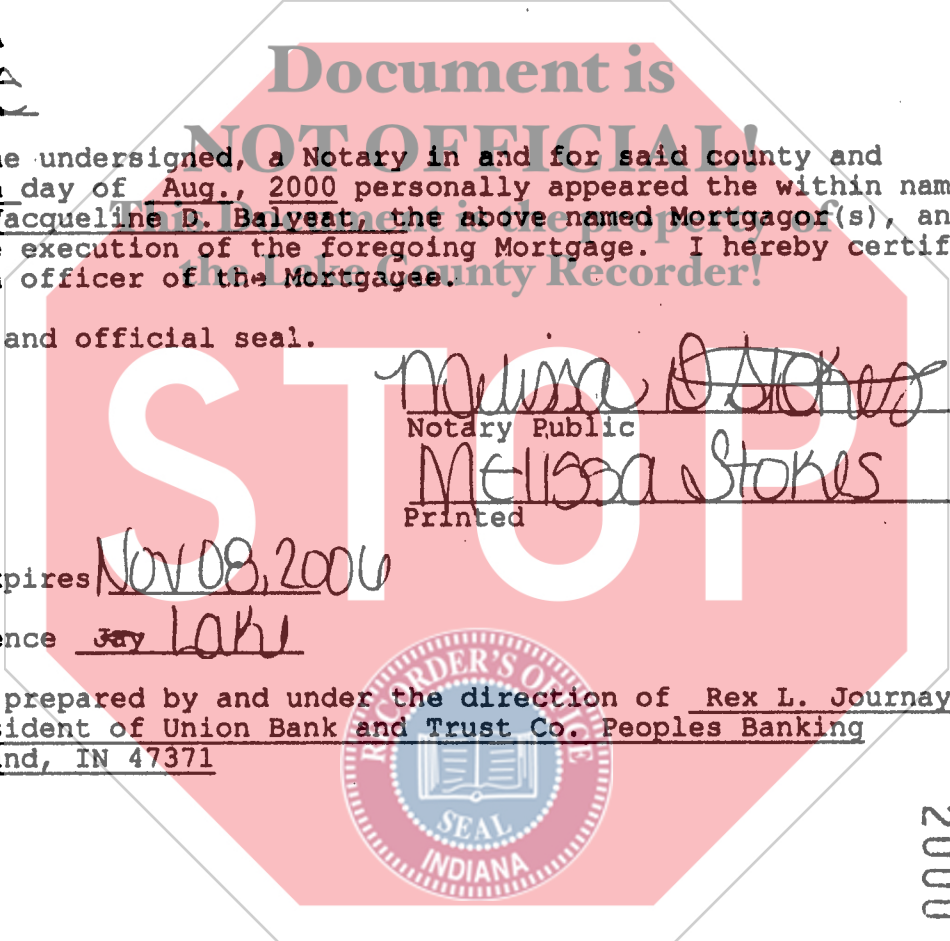 Document is
NOT OFFICIAL!
This Document is the property of
the Lake County Recorder!
undersigned, a Notary in and for said county and
day of Aug., 2000 personally appeared the within nam
Jacqueline D. Balyeat, the above named Mortgagor(s), an
execution of the foregoing Mortgage. I hereby certif
officer of the Mortgagee.
and official seal.
STOP
Melissa D Stokes
Notary Public
Melissa Stokes
Printed
pires Nov 08, 2006
ence Jay Lake
prepared by and under the direction of Rex L. Journay
sident of Union Bank and Trust Co. Peoples Banking
nd, IN 47371
RECORDER'S OFFICE
SEAL
INDIANA
2000